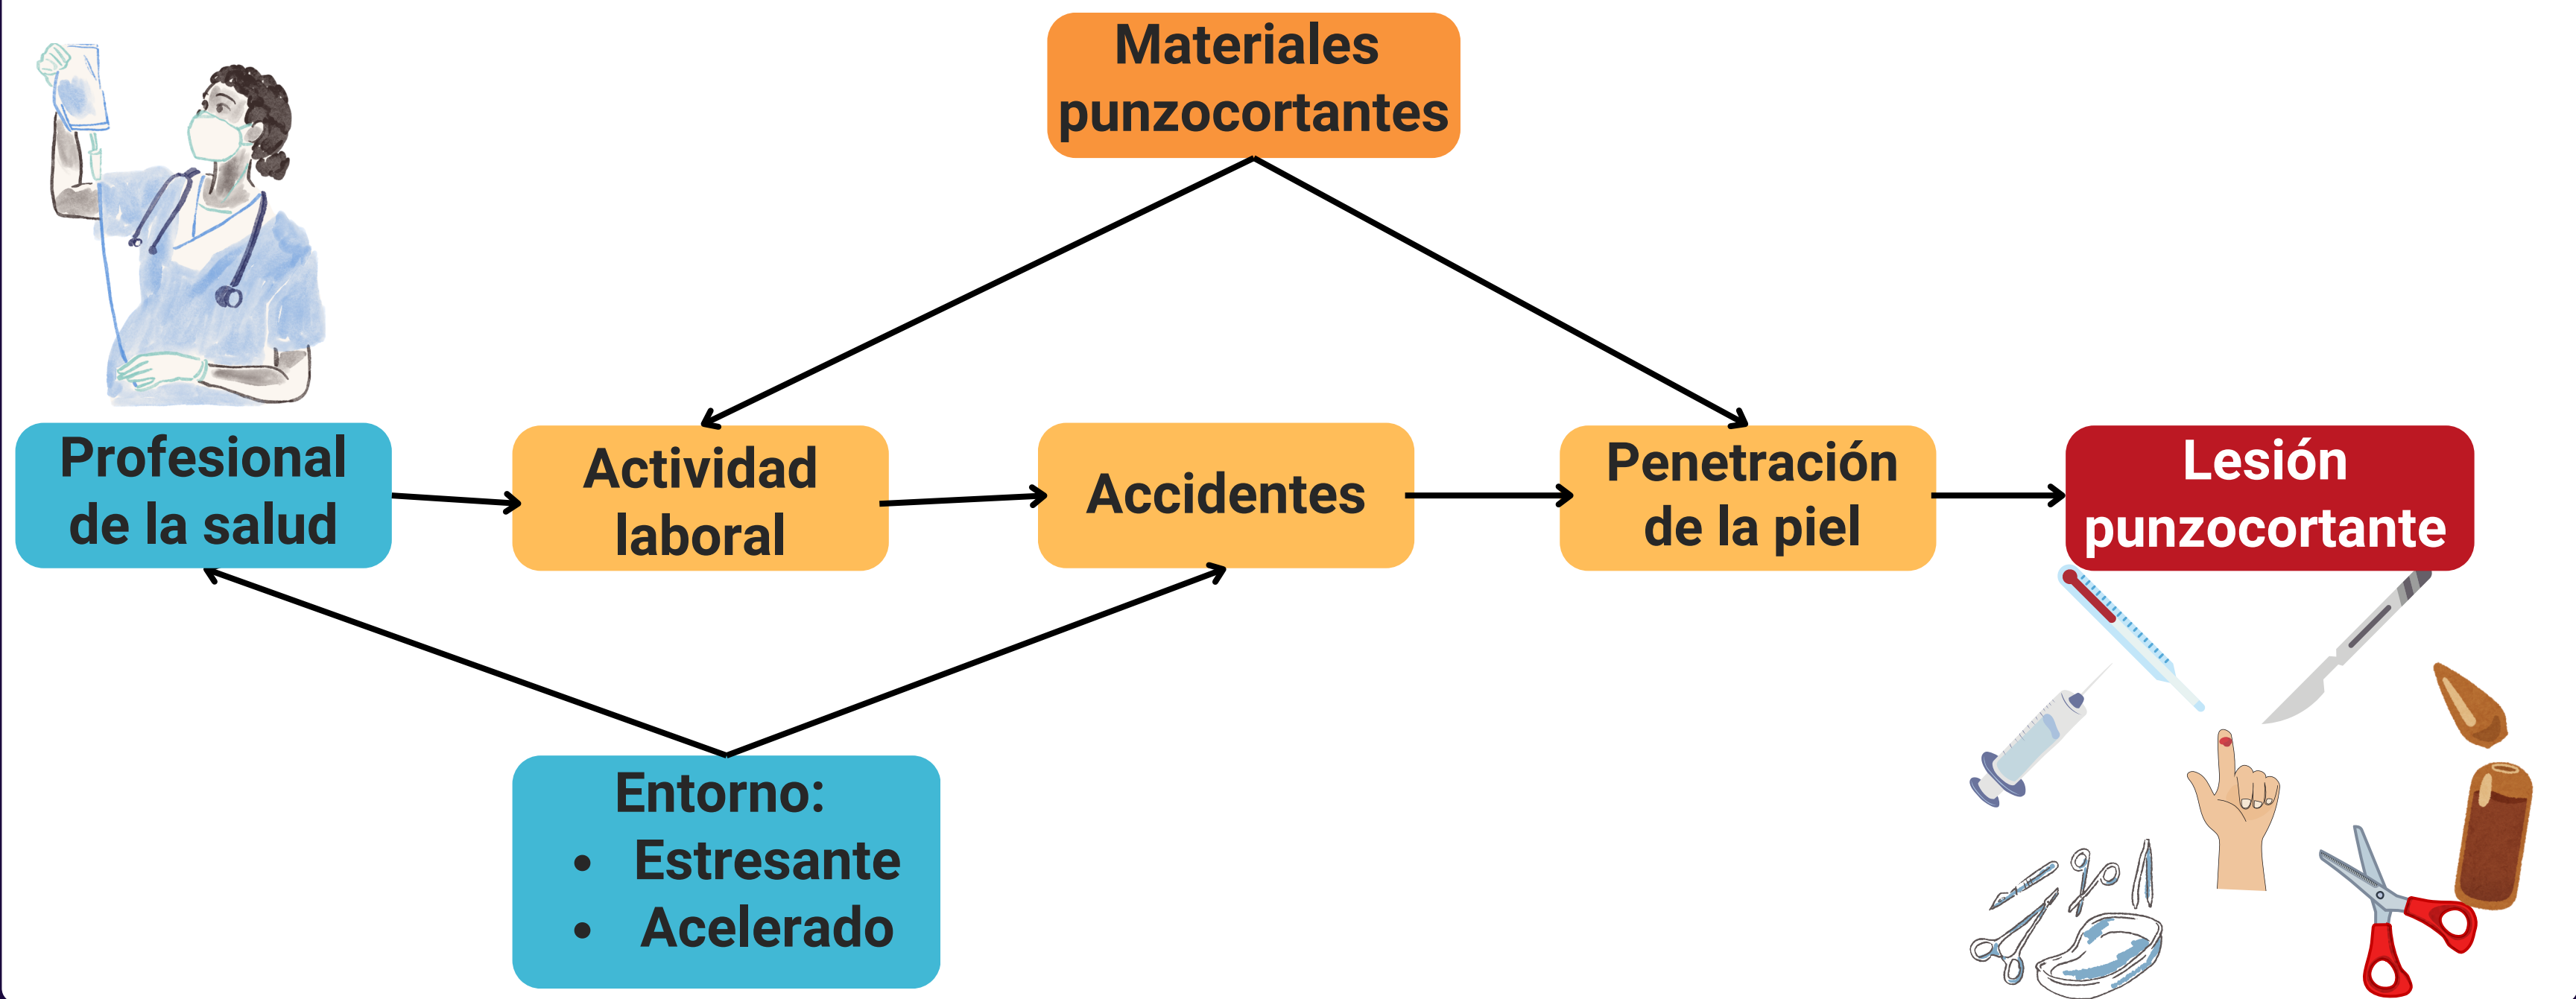 Materiales
punzocortantes
Profesional
de la salud
Actividad
laboral
Accidentes
Penetración
de la piel
Lesión
punzocortante
Entorno:
• Estresante
• Acelerado